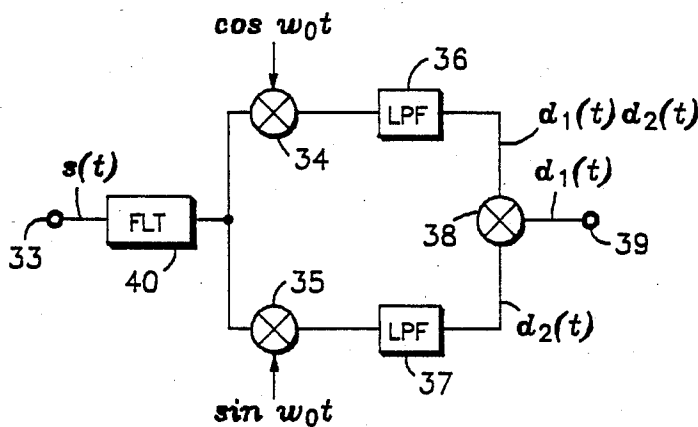 cos w₀t
36
LPF
34
d₁(t) d₂(t)
s(t)
d₁(t)
33
FLT
38
39
40
35
LPF
d₂(t)
37
sin w₀t